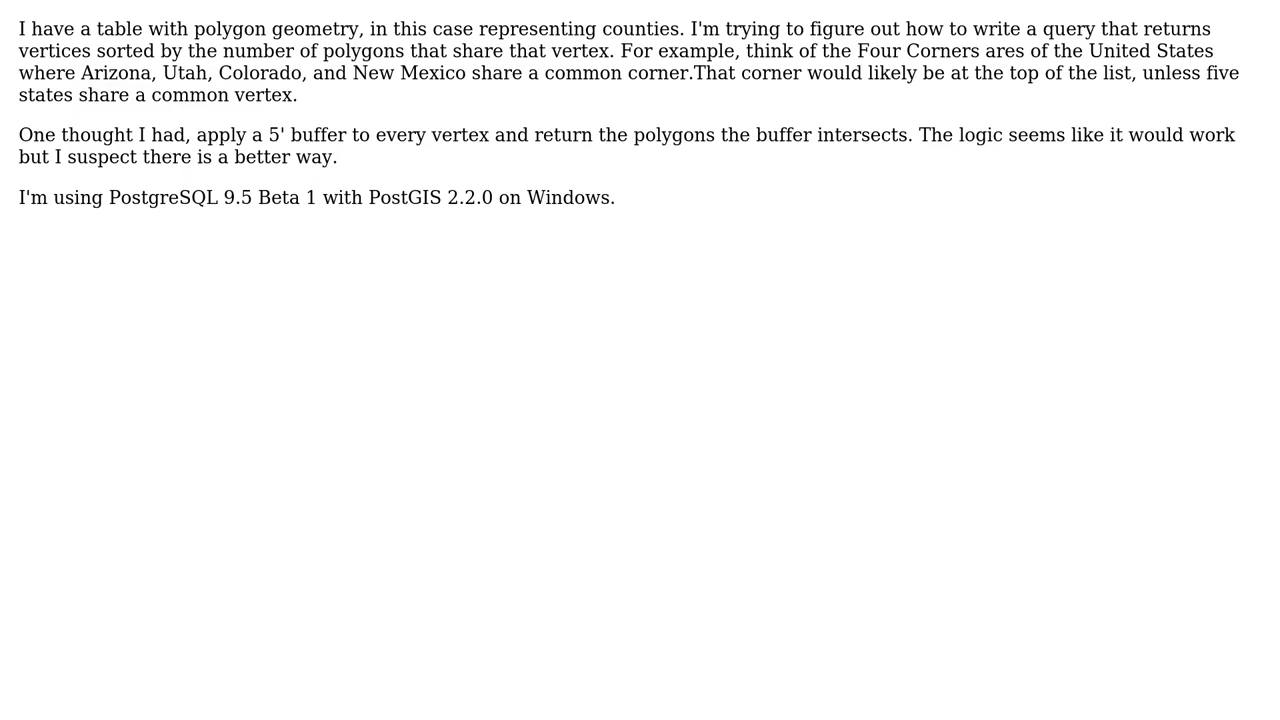 I have a table with polygon geometry, in this case representing counties. I'm trying to figure out how to write a query that returns
vertices sorted by the number of polygons that share that vertex. For example, think of the Four Corners ares of the United States
where Arizona, Utah, Colorado, and New Mexico share a common corner.That corner would likely be at the top of the list, unless five
states share a common vertex.
One thought I had, apply a 5' buffer to every vertex and return the polygons the buffer intersects. The logic seems like it would work
but I suspect there is a better way.
I'm using PostgreSQL 9.5 Beta 1 with PostGIS 2.2.0 on Windows.